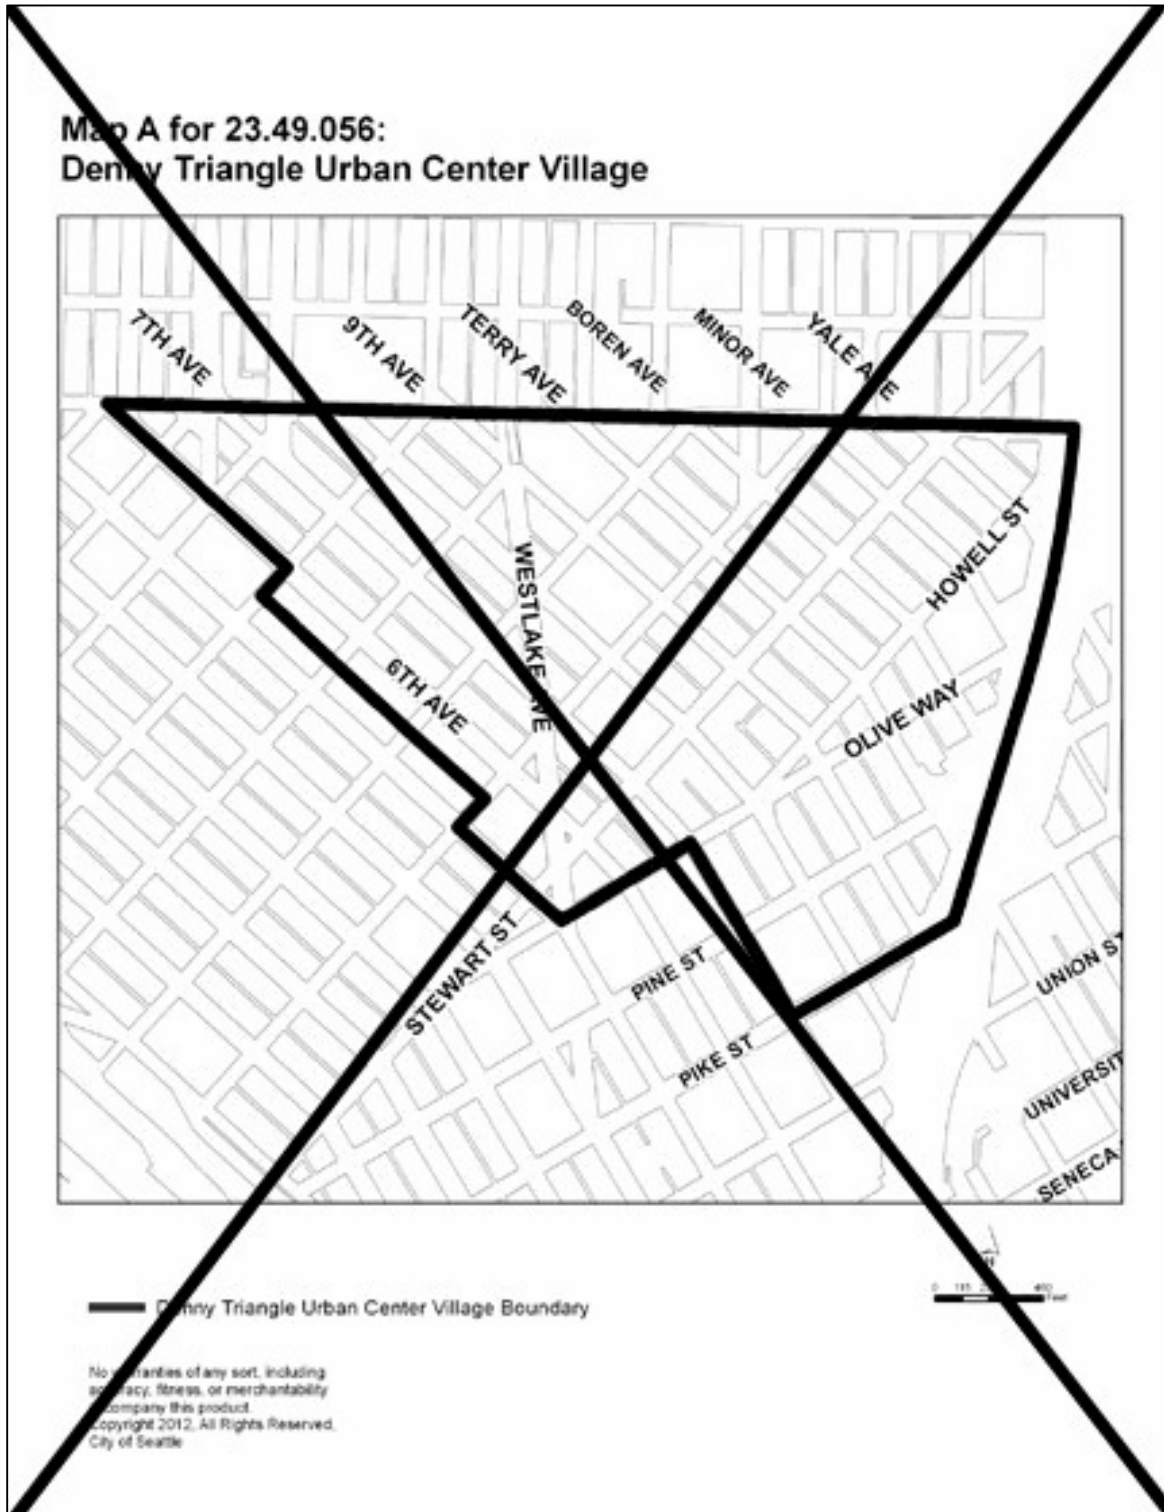 Map A for 23.49.056:
Denny Triangle Urban Center Village
7TH AVE
9TH AVE
TERRY AVE
BOREN AVE
MINOR AVE
YALE AVE
HOWELL ST
WESTLAKE AVE
6TH AVE
OLIVE WAY
STEWART ST
PINE ST
PIKE ST
UNION ST
UNIVERSIT
SENECA
0
Feet
Denny Triangle Urban Center Village Boundary
No warranties of any sort, including
accuracy, fitness, or merchantability
accompany this product.
Copyright 2012, All Rights Reserved,
City of Seattle